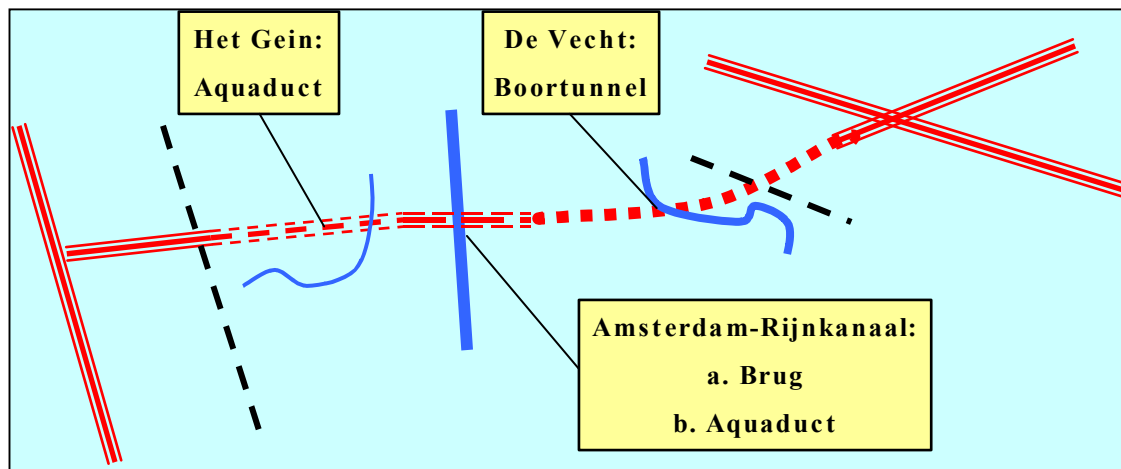 Het Gein:
Aquaduct
De Vecht:
Boortunnel
Amsterdam-Rijnkanaal:
a. Brug
b. Aquaduct